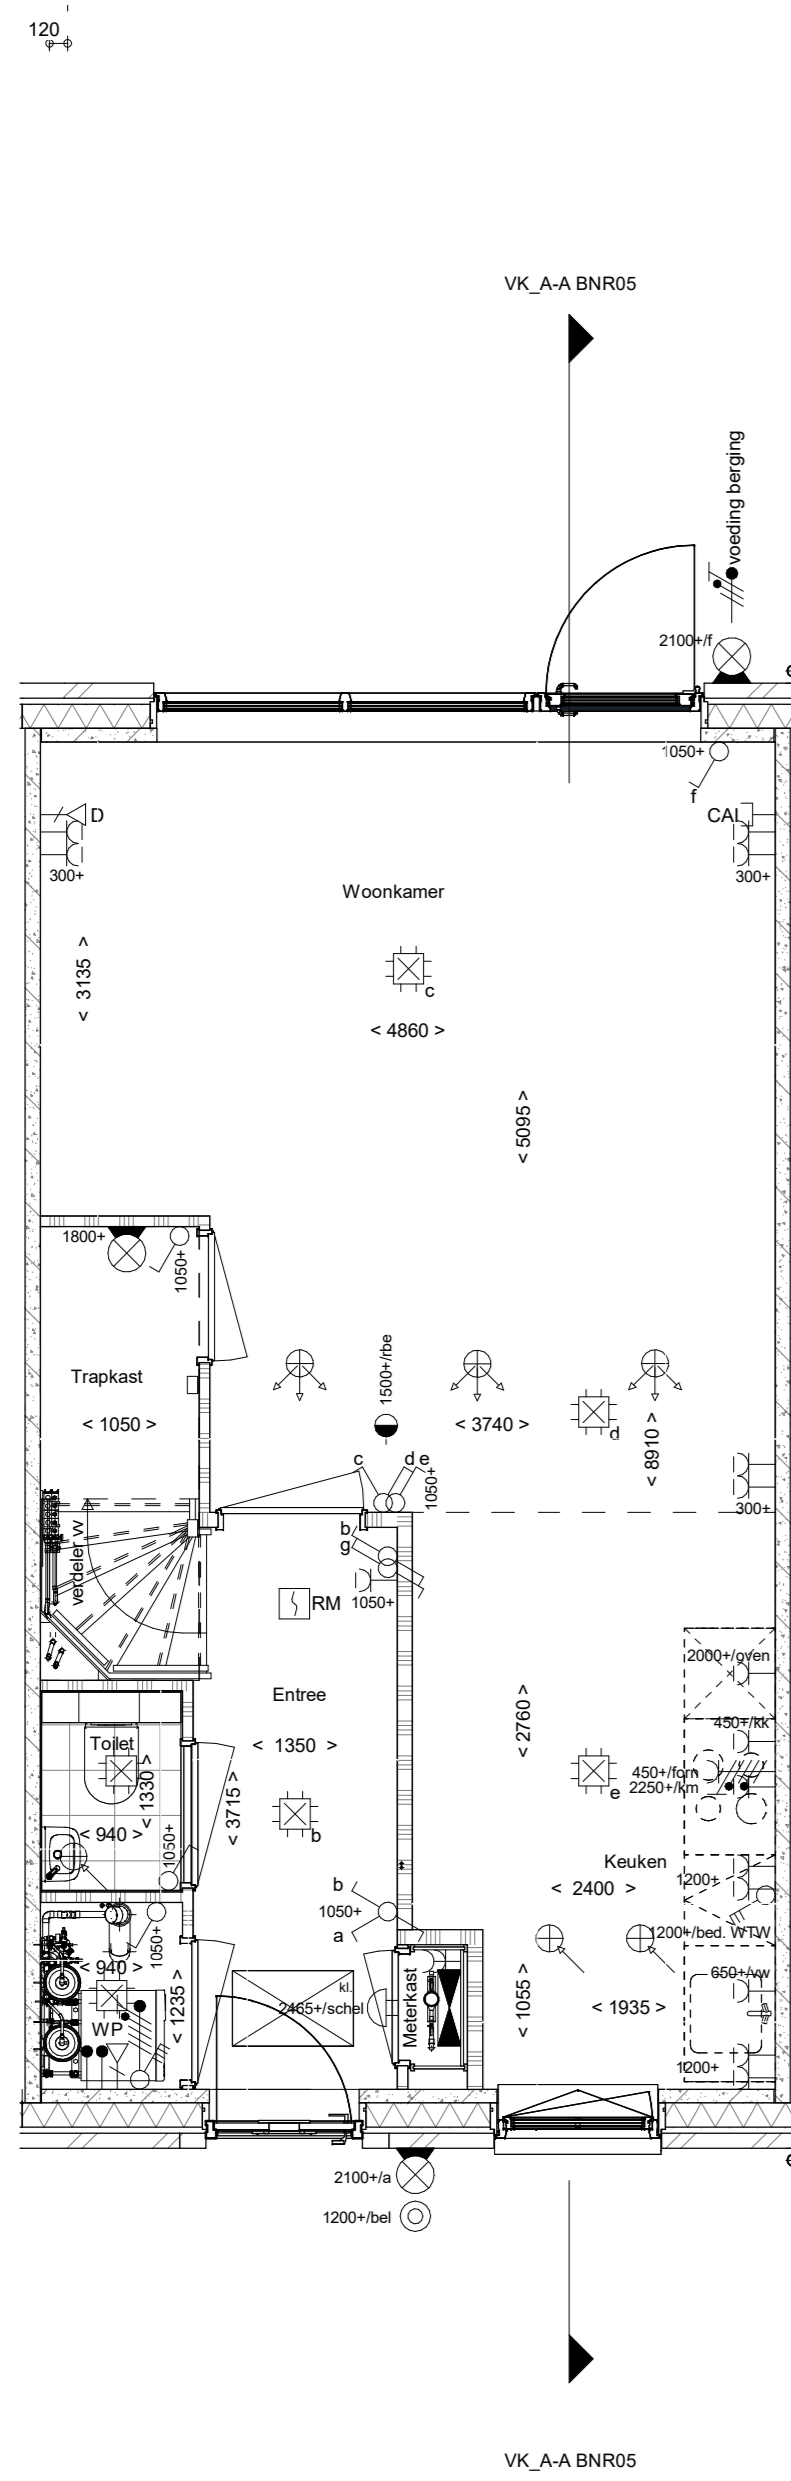 120
VK_A-A BNR05
voeding berging
2100+/f
1050+
f
D
CAI
300+
300+
Woonkamer
< 3135 >
c
< 4860 >
< 5095 >
1800+
1050+
Trapkast
< 1050 >
1500+/rbe
< 3740 >
d
< 8910 >
c
d e
1050+
300+
verdeler vv
b
g
RM
1050+
2000+/oven
Entree
450+/kk
Toilet
< 1350 >
< 2760 >
< 1330 >
450+/forn
2250+/km
e
< 3715 >
b
< 940 >
1050+
Keuken
1200+
b
< 2400 >
1050+
a
1200+/bed. WTW
1050+
< 940 >
650+/vw
kl.
2465+/schel
Meterkast
< 1055 >
< 1935 >
< 1235 >
WP
1200+
2100+/a
1200+/bel
VK_A-A BNR05